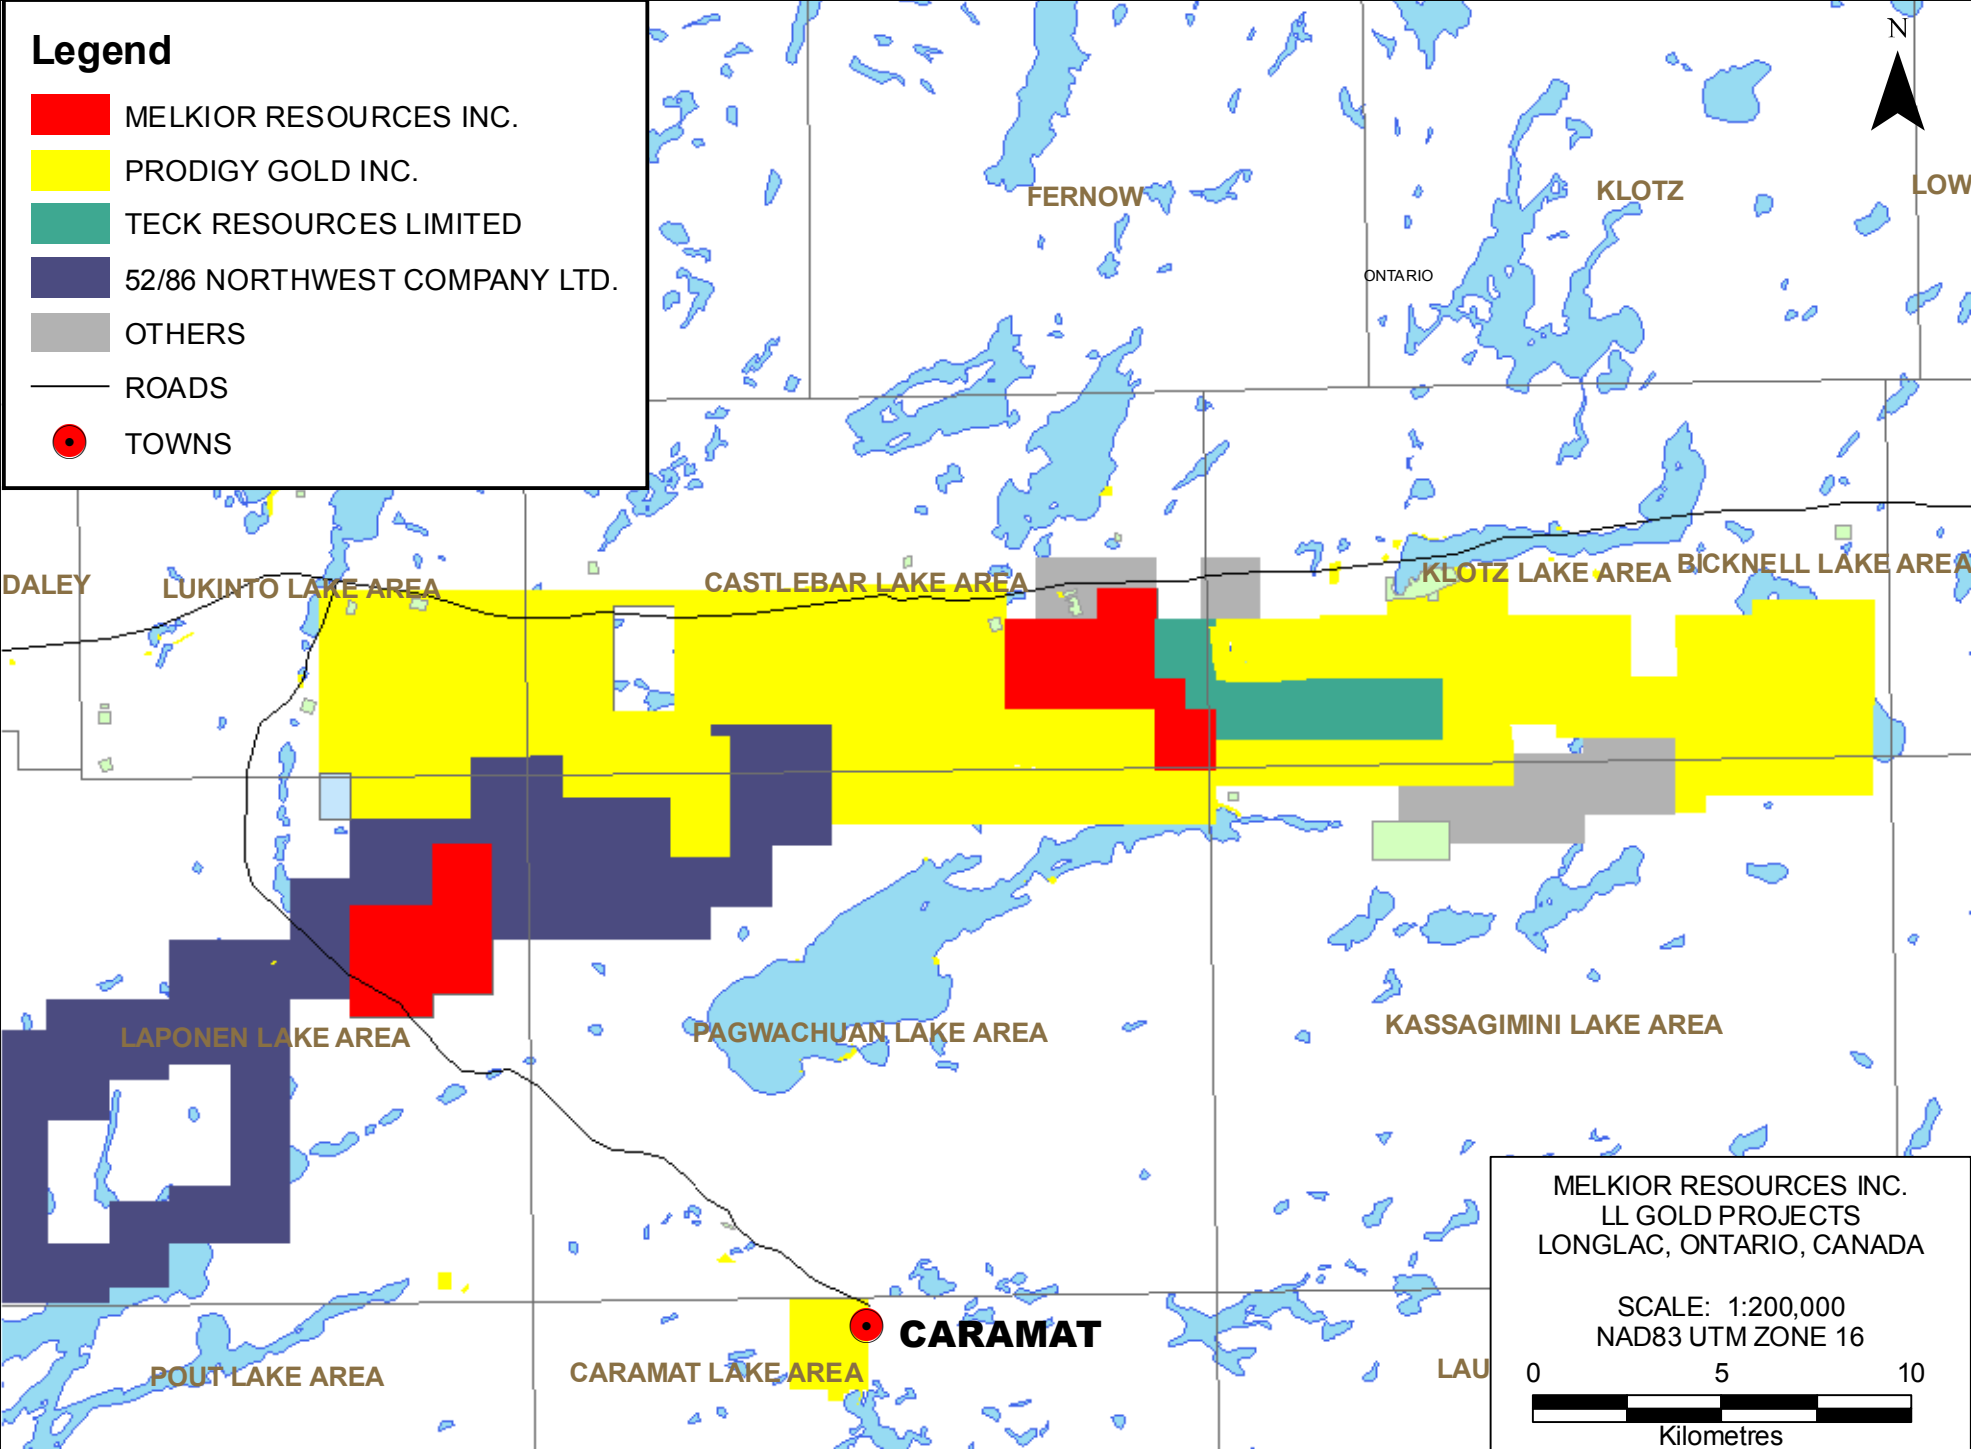 Legend
MELKIOR RESOURCES INC.
PRODIGY GOLD INC.
TECK RESOURCES LIMITED
52/86 NORTHWEST COMPANY LTD.
OTHERS
ROADS
TOWNS
N
FERNOW
KLOTZ
LOW
ONTARIO
DALEY
LUKINTO LAKE AREA
CASTLEBAR LAKE AREA
KLOTZ LAKE AREA
BICKNELL LAKE AREA
LAPONEN LAKE AREA
PAGWACHUAN LAKE AREA
KASSAGIMINI LAKE AREA
POUT LAKE AREA
CARAMAT LAKE AREA
CARAMAT
LAU
MELKIOR RESOURCES INC.
LL GOLD PROJECTS
LONGLAC, ONTARIO, CANADA
SCALE: 1:200,000
NAD83 UTM ZONE 16
0 5 10
Kilometres